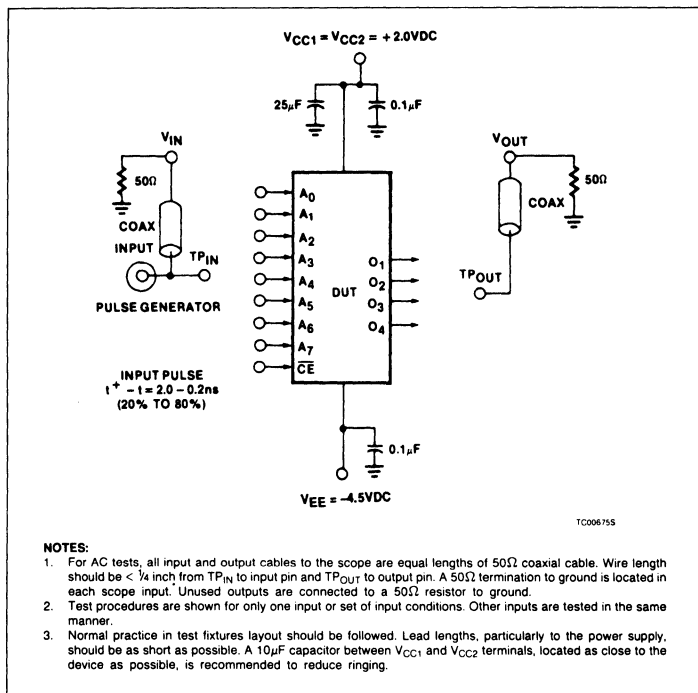 VCC1 = VCC2 = + 2.0VDC
25µF
0.1µF
VIN
50Ω
COAX
INPUT
TPIN
PULSE GENERATOR
INPUT PULSE
t+ - t = 2.0 - 0.2ns
(20% TO 80%)
A0
A1
A2
A3
A4
A5
A6
A7
CE
DUT
O1
O2
O3
O4
VOUT
50Ω
COAX
TPOUT
0.1µF
VEE = -4.5VDC
TC00675S
NOTES:
1. For AC tests, all input and output cables to the scope are equal lengths of 50Ω coaxial cable. Wire length
should be < 1/4 inch from TPIN to input pin and TPOUT to output pin. A 50Ω termination to ground is located in
each scope input. Unused outputs are connected to a 50Ω resistor to ground.
2. Test procedures are shown for only one input or set of input conditions. Other inputs are tested in the same
manner.
3. Normal practice in test fixtures layout should be followed. Lead lengths, particularly to the power supply,
should be as short as possible. A 10µF capacitor between VCC1 and VCC2 terminals, located as close to the
device as possible, is recommended to reduce ringing.